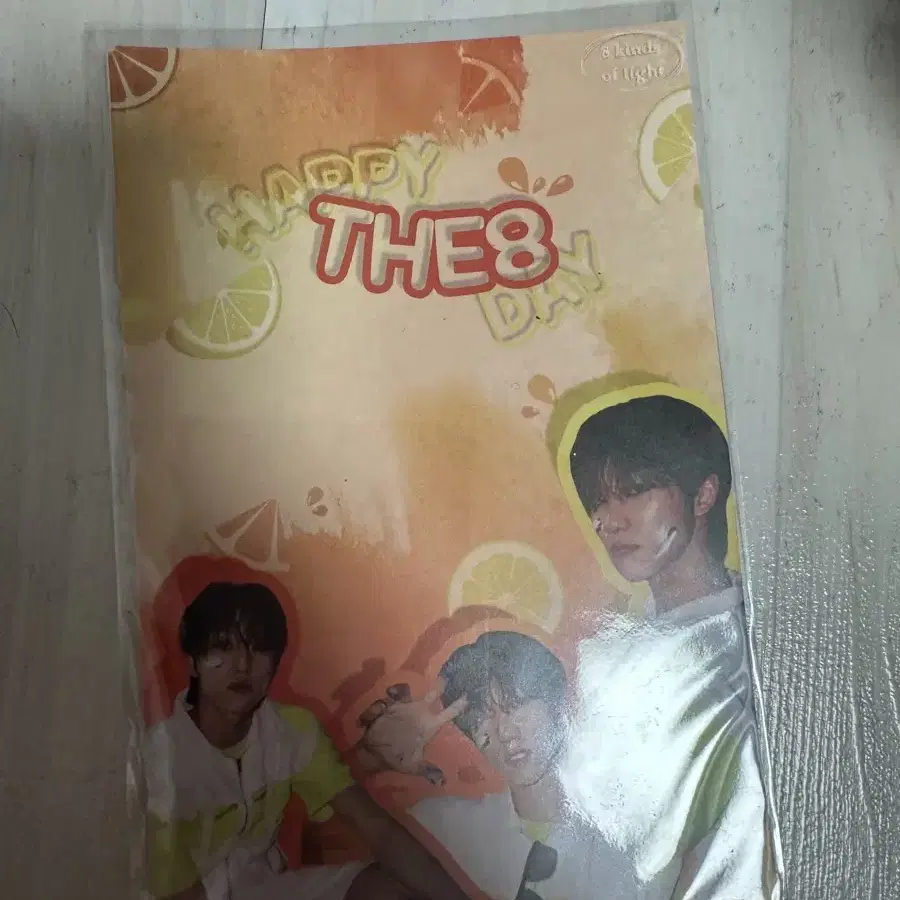 8 kinds
of light
HAPPY
THE8
DAY